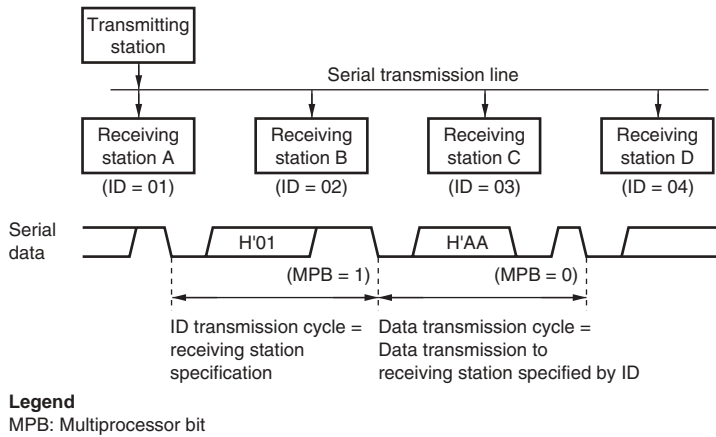 Transmitting
station
Serial transmission line
Receiving
station A
Receiving
station B
Receiving
station C
Receiving
station D
(ID = 01)
(ID = 02)
(ID = 03)
(ID = 04)
Serial
data
H'01
H'AA
(MPB = 1)
(MPB = 0)
ID transmission cycle =
receiving station
specification
Data transmission cycle =
Data transmission to
receiving station specified by ID
Legend
MPB: Multiprocessor bit